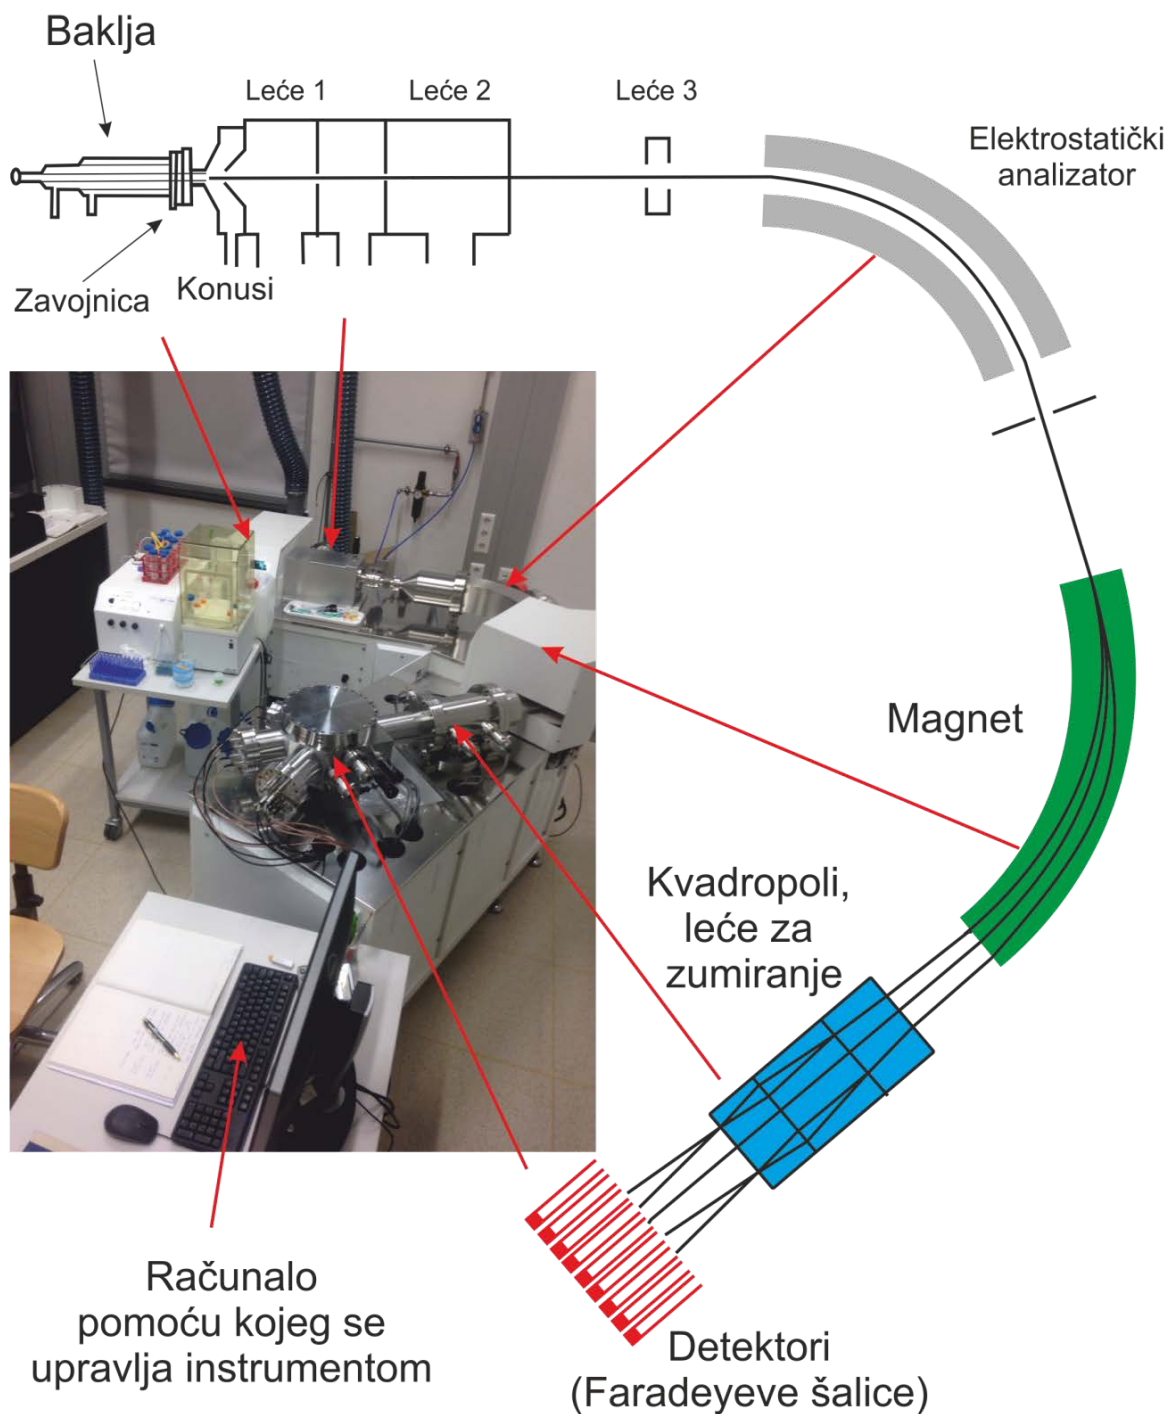 Baklja
Leće 1
Leće 2
Leće 3
Elektrostatički
analizator
Zavojnica
Konusi
Magnet
Kvadropoli,
leće za
zumiranje
Računalo
pomoću kojeg se
upravlja instrumentom
Detektori
(Faradeyeve šalice)